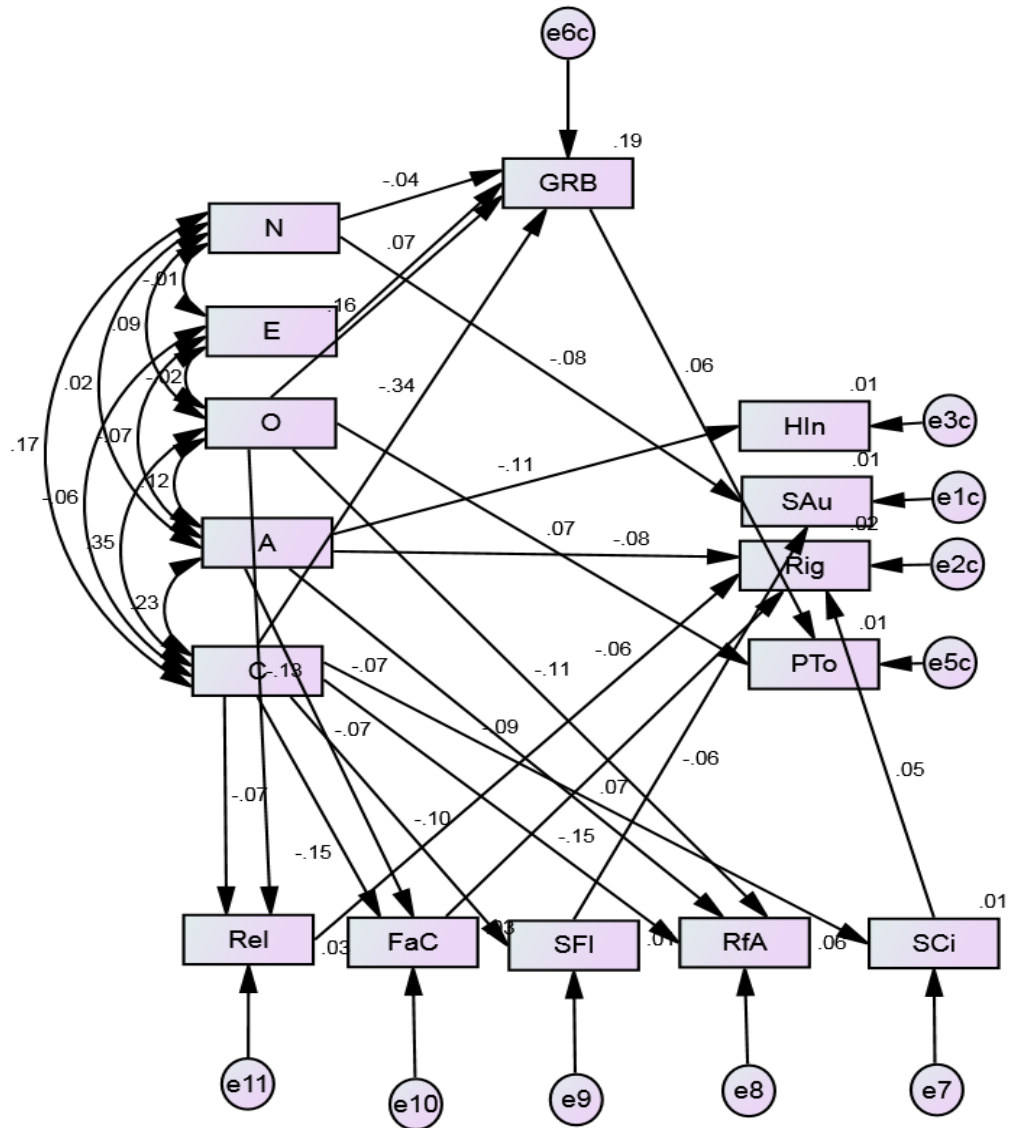 e6c
.19
GRB
-.04
N
.07
-.01
.16
E
.09
-.08
.06
-.02
.02
-.34
.01
O
HIn
e3c
.17
-.07
.01
-.11
.12
-.06
SAu
e1c
.07
.02
.35
-.08
A
Rig
e2c
.23
.01
-.06
PTo
e5c
C
-.13
-.07
-.11
-.07
-.09
-.06
.05
-.07
.07
-.10
-.15
-.15
.01
Rel
.03
FaC
.03
SFI
.01
RfA
.06
SCi
e11
e10
e9
e8
e7